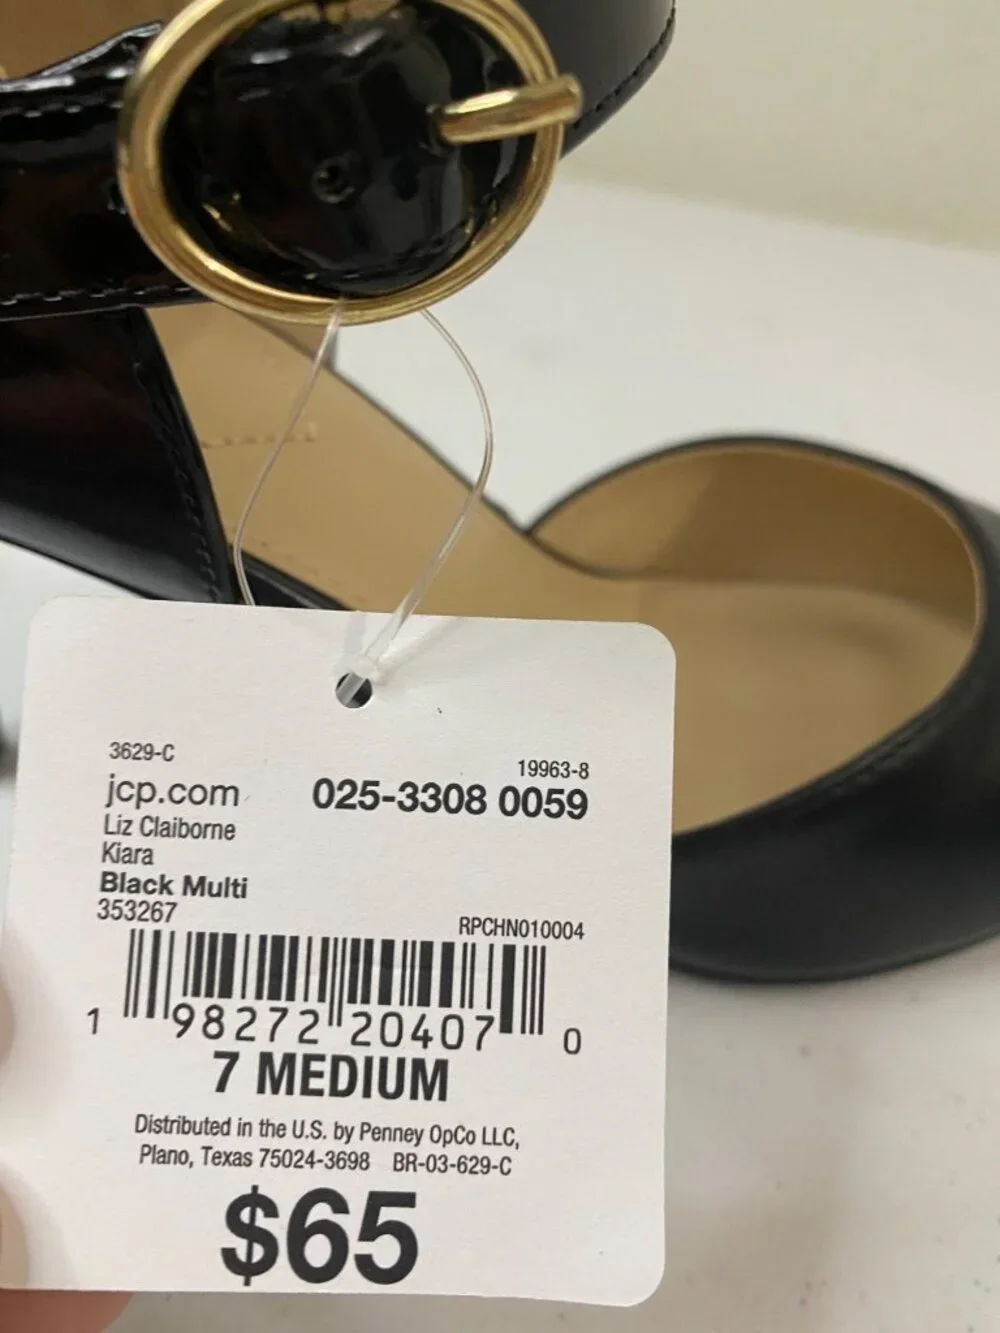 3629-C
19963-8
jcp.com
025-3308 0059
Liz Claiborne
Kiara
Black Multi
353267
RPCHN010004
1 98272 20407 0
7 MEDIUM
Distributed in the U.S. by Penney OpCo LLC,
Plano, Texas 75024-3698 BR-03-629-C
$65